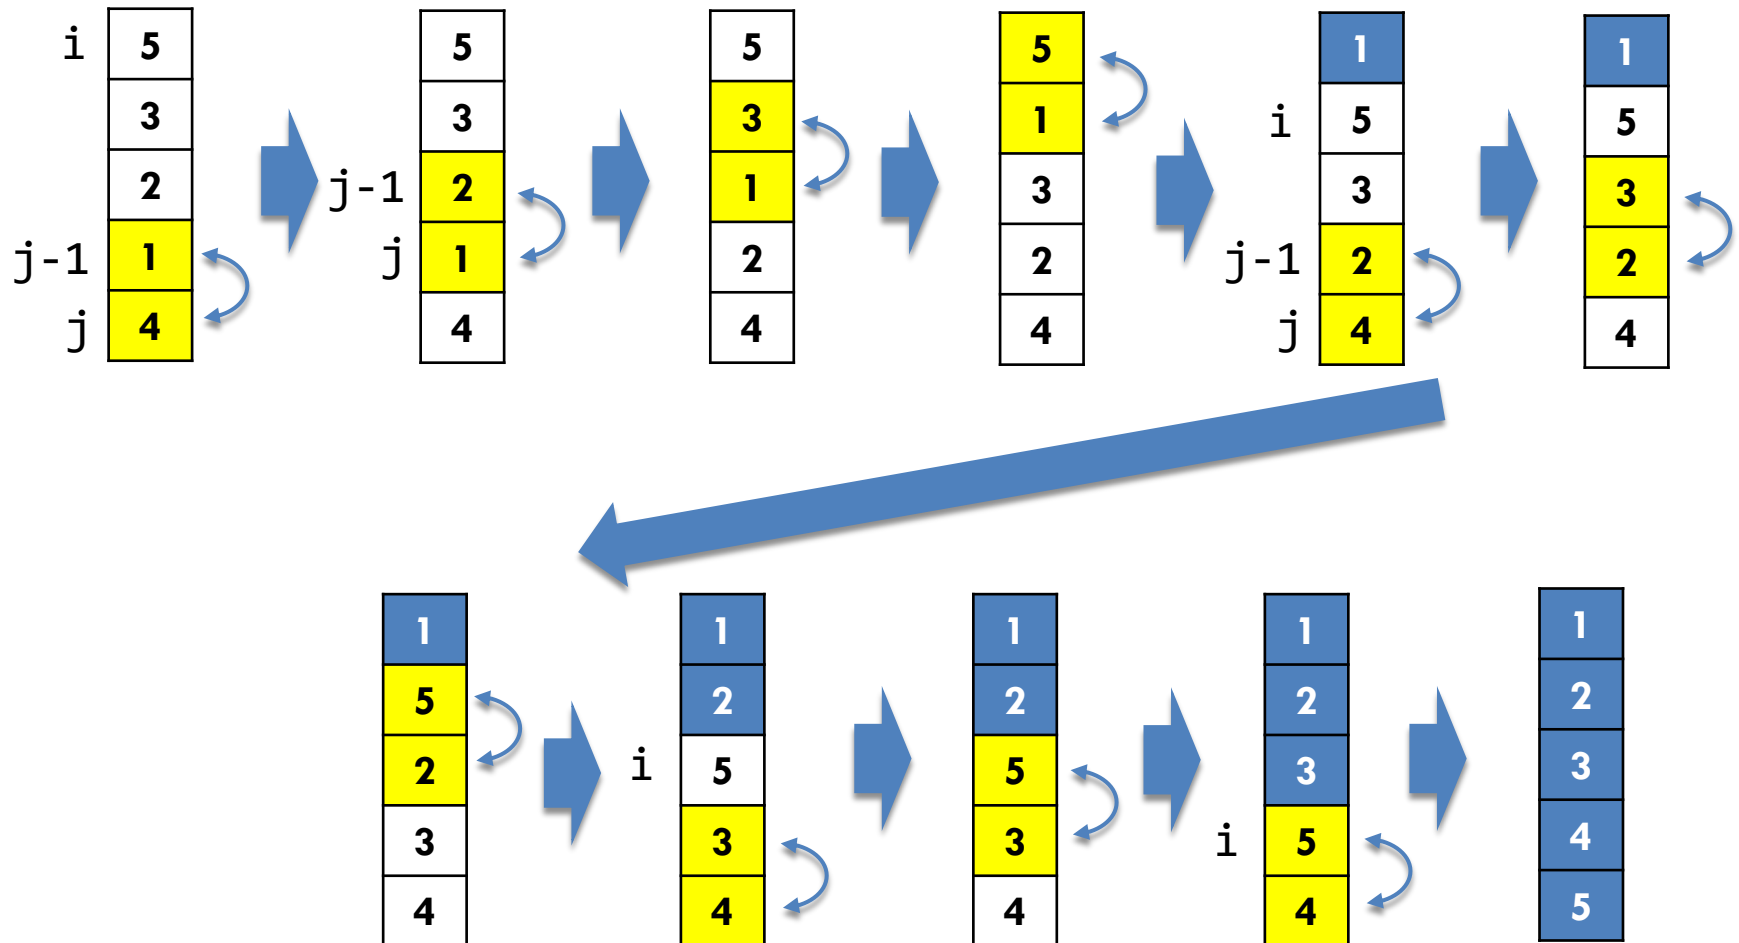 i 5 5 5 5 1 1
3 3 3 1 i 5 5
2 j-1 2 1 3 3 3
j-1 1 j 1 2 2 j-1 2 2
j 4 4 4 4 j 4 4
1 1 1 1 1
5 2 2 2 2
2 i 5 5 3 3
3 3 3 i 5 4
4 4 4 4 5